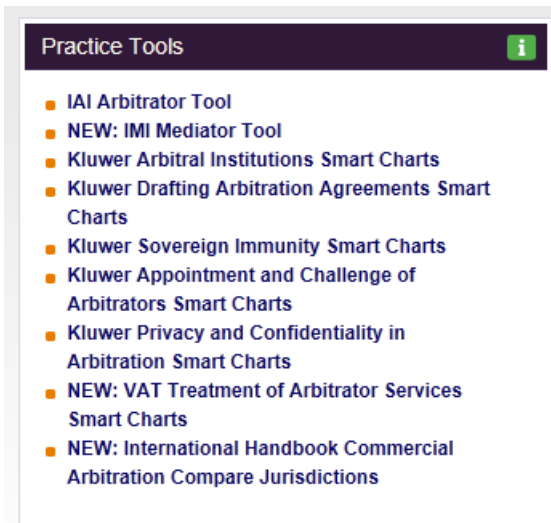 Practice Tools
i
IAI Arbitrator Tool
NEW: IMI Mediator Tool
Kluwer Arbitral Institutions Smart Charts
Kluwer Drafting Arbitration Agreements Smart
Charts
Kluwer Sovereign Immunity Smart Charts
Kluwer Appointment and Challenge of
Arbitrators Smart Charts
Kluwer Privacy and Confidentiality in
Arbitration Smart Charts
NEW: VAT Treatment of Arbitrator Services
Smart Charts
NEW: International Handbook Commercial
Arbitration Compare Jurisdictions